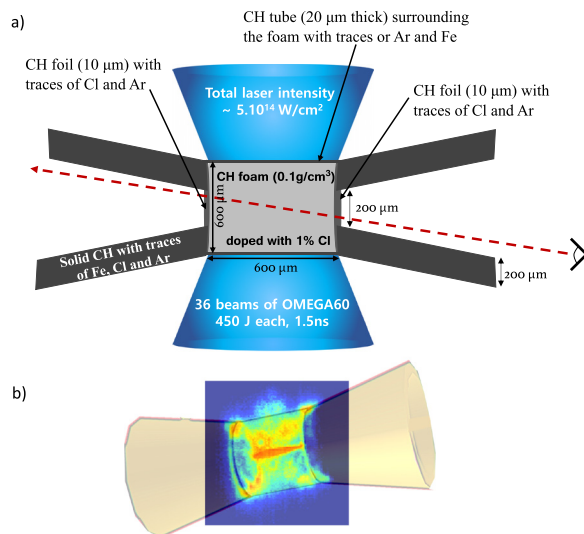 a)
CH tube (20 μm thick) surrounding
the foam with traces or Ar and Fe
CH foil (10 μm) with
traces of Cl and Ar
Total laser intensity
~ 5.10¹⁴ W/cm²
CH foil (10 μm) with
traces of Cl and Ar
CH foam (0.1g/cm³)
600 μm
200 μm
doped with 1% Cl
Solid CH with traces
of Fe, Cl and Ar
600 μm
200 μm
36 beams of OMEGA60
450 J each, 1.5ns
b)